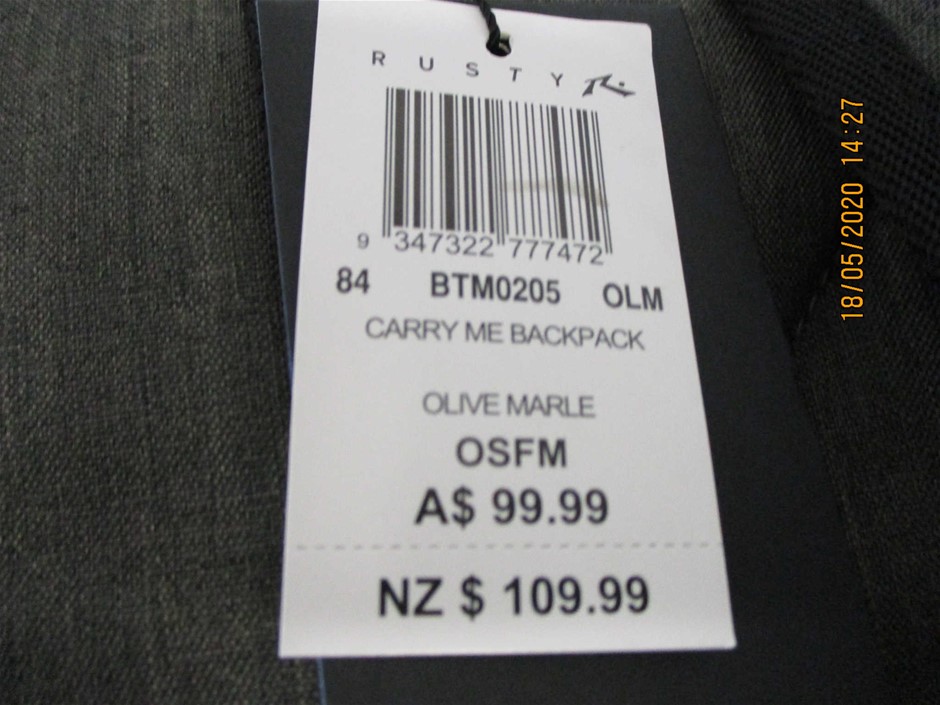 RUSTY
9 347322 777472
84 BTM0205 OLM
CARRY ME BACKPACK
OLIVE MARLE
OSFM
A$ 99.99
NZ $ 109.99
18/05/2020 14:27